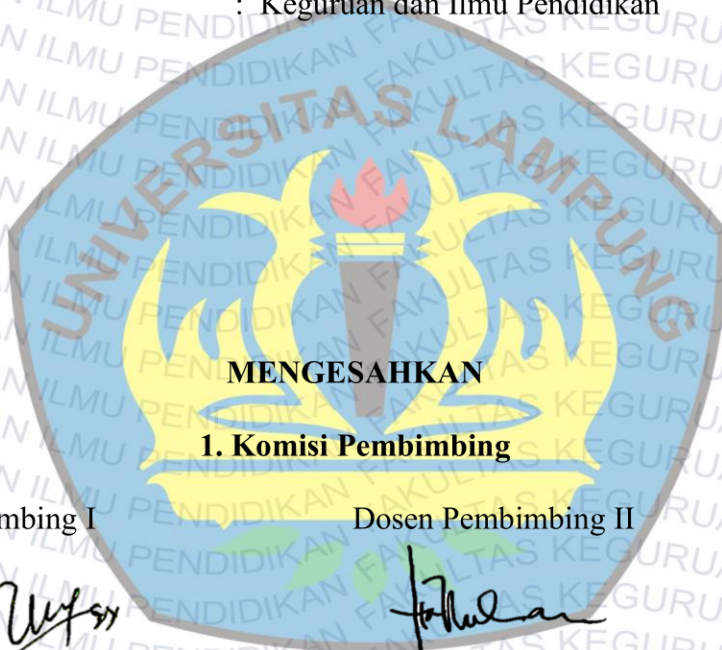 : Keguruan dan Ilmu Pendidikan
UNIVERSITAS LAMPUNG
MENGESAHKAN
1. Komisi Pembimbing
mbing I
Dosen Pembimbing II